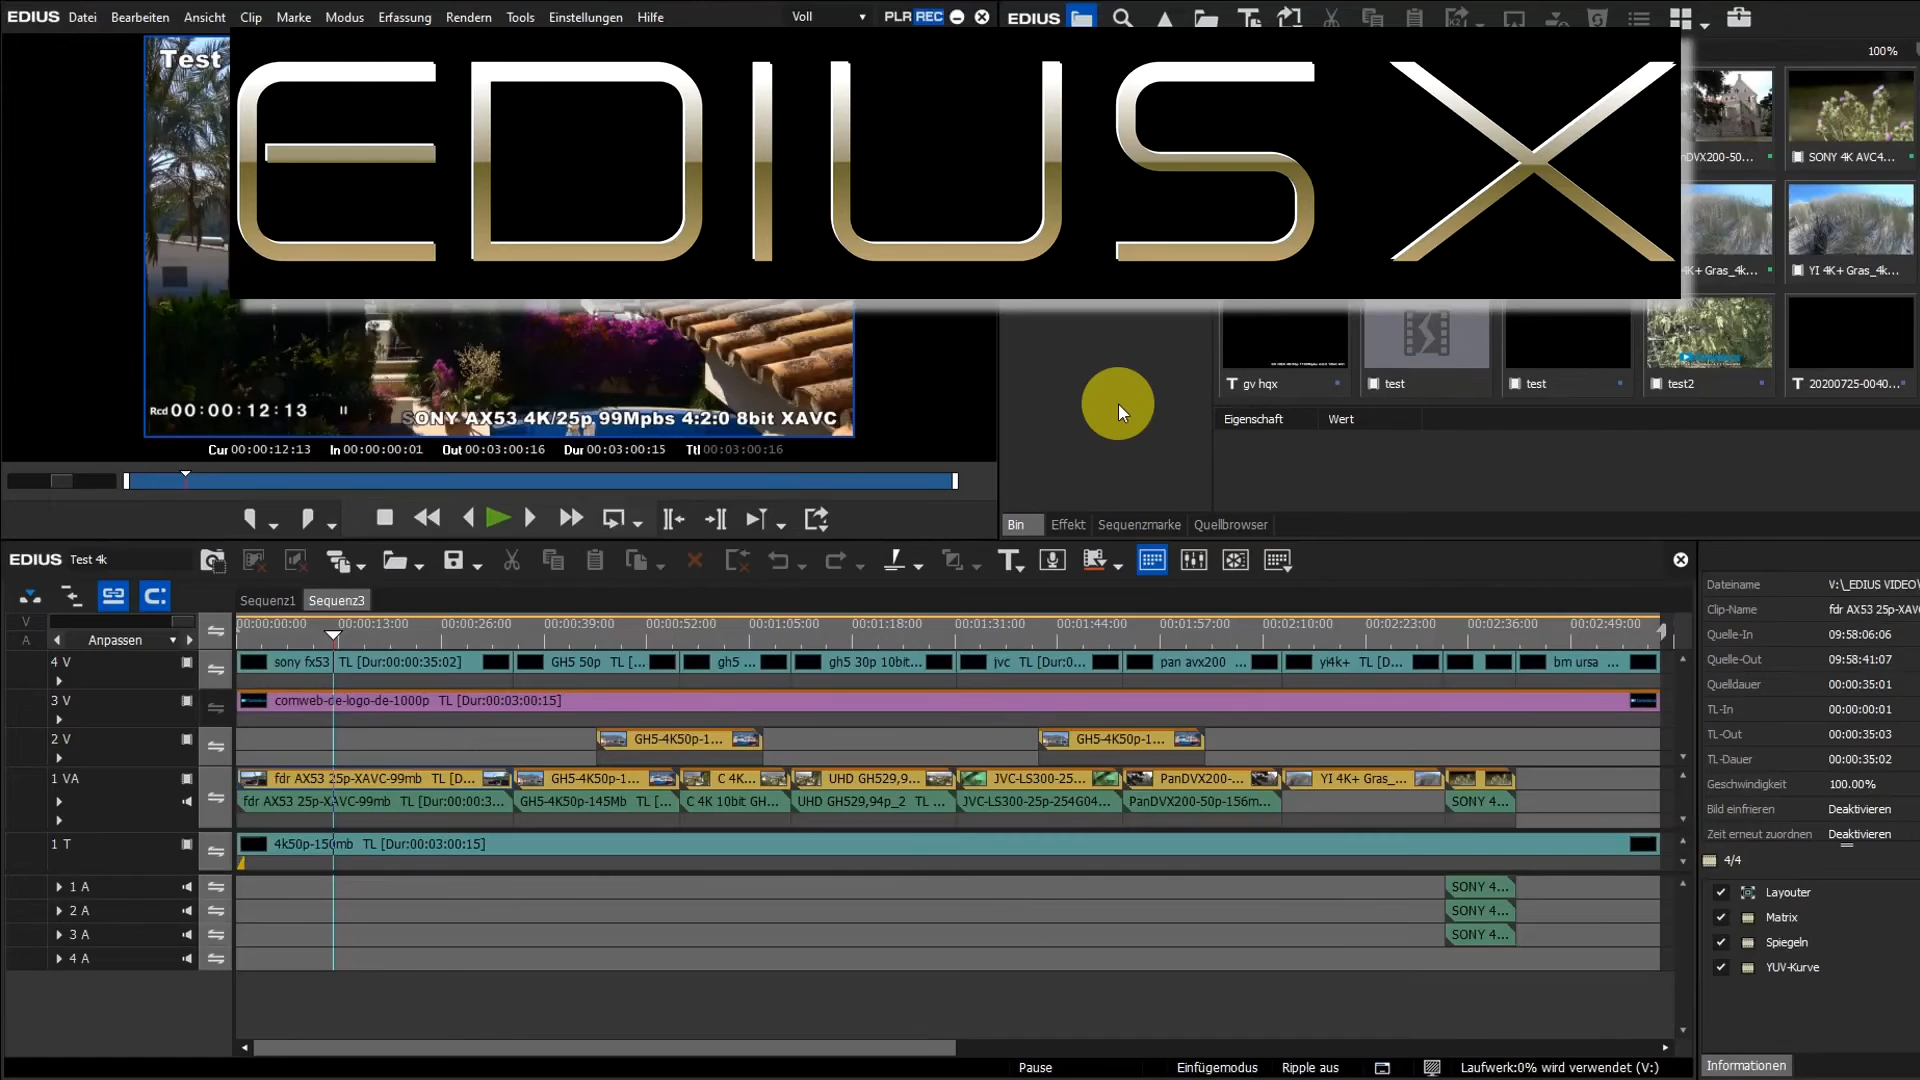 EDIUS Datei Bearbeiten Ansicht Clip Marke Modus Erfassung Rendern Tools Einstellungen Hilfe Voll PLR REC
EDIUS
100%
Test
EDIUS X
SONY 4K AVC4...
YI 4K+ Gras_4k...
gv hqx
test
test
test2
20200725-0040...
Rcd 00:00:12:13
SONY AX53 4K/25p 99Mpbs 4:2:0 8bit XAVC
Cur 00:00:12:13 In 00:00:00:01 Out 00:03:00:16 Dur 00:03:00:15 Ttl 00:03:00:16
Eigenschaft Wert
Bin Effekt Sequenzmarke Quellbrowser
EDIUS Test 4k
Sequenz1 Sequenz3
V
A
Anpassen
00:00:00:00 00:00:13:00 00:00:26:00 00:00:39:00 00:00:52:00 00:01:05:00 00:01:18:00 00:01:31:00 00:01:44:00 00:01:57:00 00:02:10:00 00:02:23:00 00:02:36:00 00:02:49:00
4 V
sony fx53 TL [Dur:00:00:35:02] GH5 50p TL [... gh5 ... gh5 30p 10bit... jvc TL [Dur:0... pan avx200 ... yi4k+ TL [D... bm ursa ...
3 V
comweb-de-logo-de-1000p TL [Dur:00:03:00:15]
2 V
GH5-4K50p-1... GH5-4K50p-1...
1 VA
fdr AX53 25p-XAVC-99mb TL [D... GH5-4K50p-1... C 4K... UHD GH529,9... JVC-LS300-25... PanDVX200-... YI 4K+ Gras_...
fdr AX53 25p-XAVC-99mb TL [Dur:00:00:3... GH5-4K50p-145Mb TL [... C 4K 10bit GH... UHD GH529,94p_2 TL ... JVC-LS300-25p-254G04... PanDVX200-50p-156m... SONY 4...
1 T
4k50p-150mb TL [Dur:00:03:00:15]
1 A
SONY 4...
2 A
SONY 4...
3 A
SONY 4...
4 A
Dateiname V:\_EDIUS VIDEO\
Clip-Name fdr AX53 25p-XAV
Quelle-In 09:58:06:06
Quelle-Out 09:58:41:07
Quelldauer 00:00:35:01
TL-In 00:00:00:01
TL-Out 00:00:35:03
TL-Dauer 00:00:35:02
Geschwindigkeit 100.00%
Bild einfrieren Deaktivieren
Zeit erneut zuordnen Deaktivieren
4/4
Layouter
Matrix
Spiegeln
YUV-Kurve
Pause Einfügemodus Ripple aus Laufwerk:0% wird verwendet (V:)
Informationen